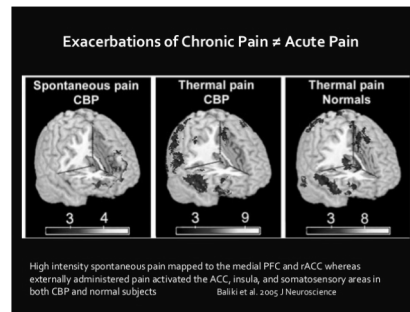 Exacerbations of Chronic Pain ≠ Acute Pain
Spontaneous pain
CBP
Thermal pain
CBP
Thermal pain
Normals
3 4
3 9
3 8
High intensity spontaneous pain mapped to the medial PFC and rACC whereas
externally administered pain activated the ACC, insula, and somatosensory areas in
both CBP and normal subjects Baliki et al. 2005 J Neuroscience